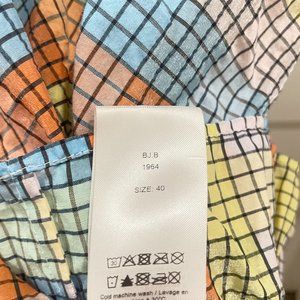 BJ.B
1964
SIZE: 40
Cold machine wash / Lavage en